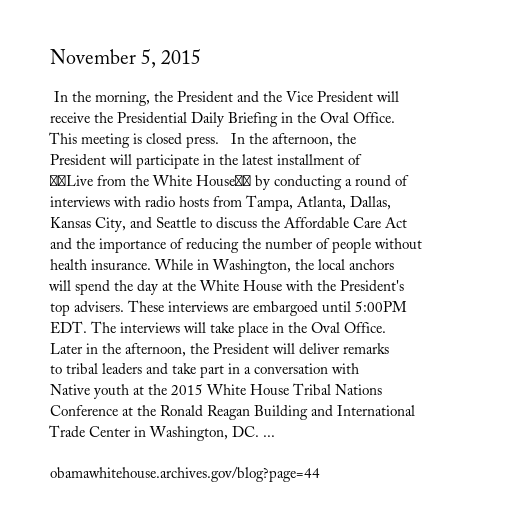 November 5, 2015
In the morning, the President and the Vice President will
receive the Presidential Daily Briefing in the Oval Office.
This meeting is closed press.   In the afternoon, the
President will participate in the latest installment of
Live from the White House by conducting a round of
interviews with radio hosts from Tampa, Atlanta, Dallas,
Kansas City, and Seattle to discuss the Affordable Care Act
and the importance of reducing the number of people without
health insurance. While in Washington, the local anchors
will spend the day at the White House with the President's
top advisers. These interviews are embargoed until 5:00PM
EDT. The interviews will take place in the Oval Office.
Later in the afternoon, the President will deliver remarks
to tribal leaders and take part in a conversation with
Native youth at the 2015 White House Tribal Nations
Conference at the Ronald Reagan Building and International
Trade Center in Washington, DC. ...
obamawhitehouse.archives.gov/blog?page=44